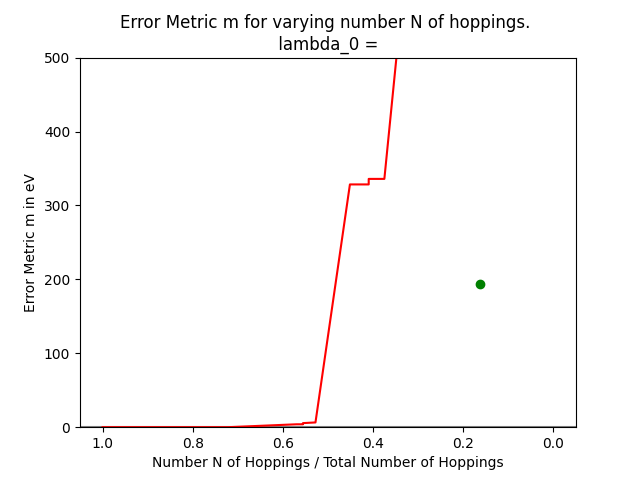 Error Metric m for varying number N of hoppings.
lambda_0 =
500
400
300
200
100
0
Error Metric m in eV
1.0 0.8 0.6 0.4 0.2 0.0
Number N of Hoppings / Total Number of Hoppings